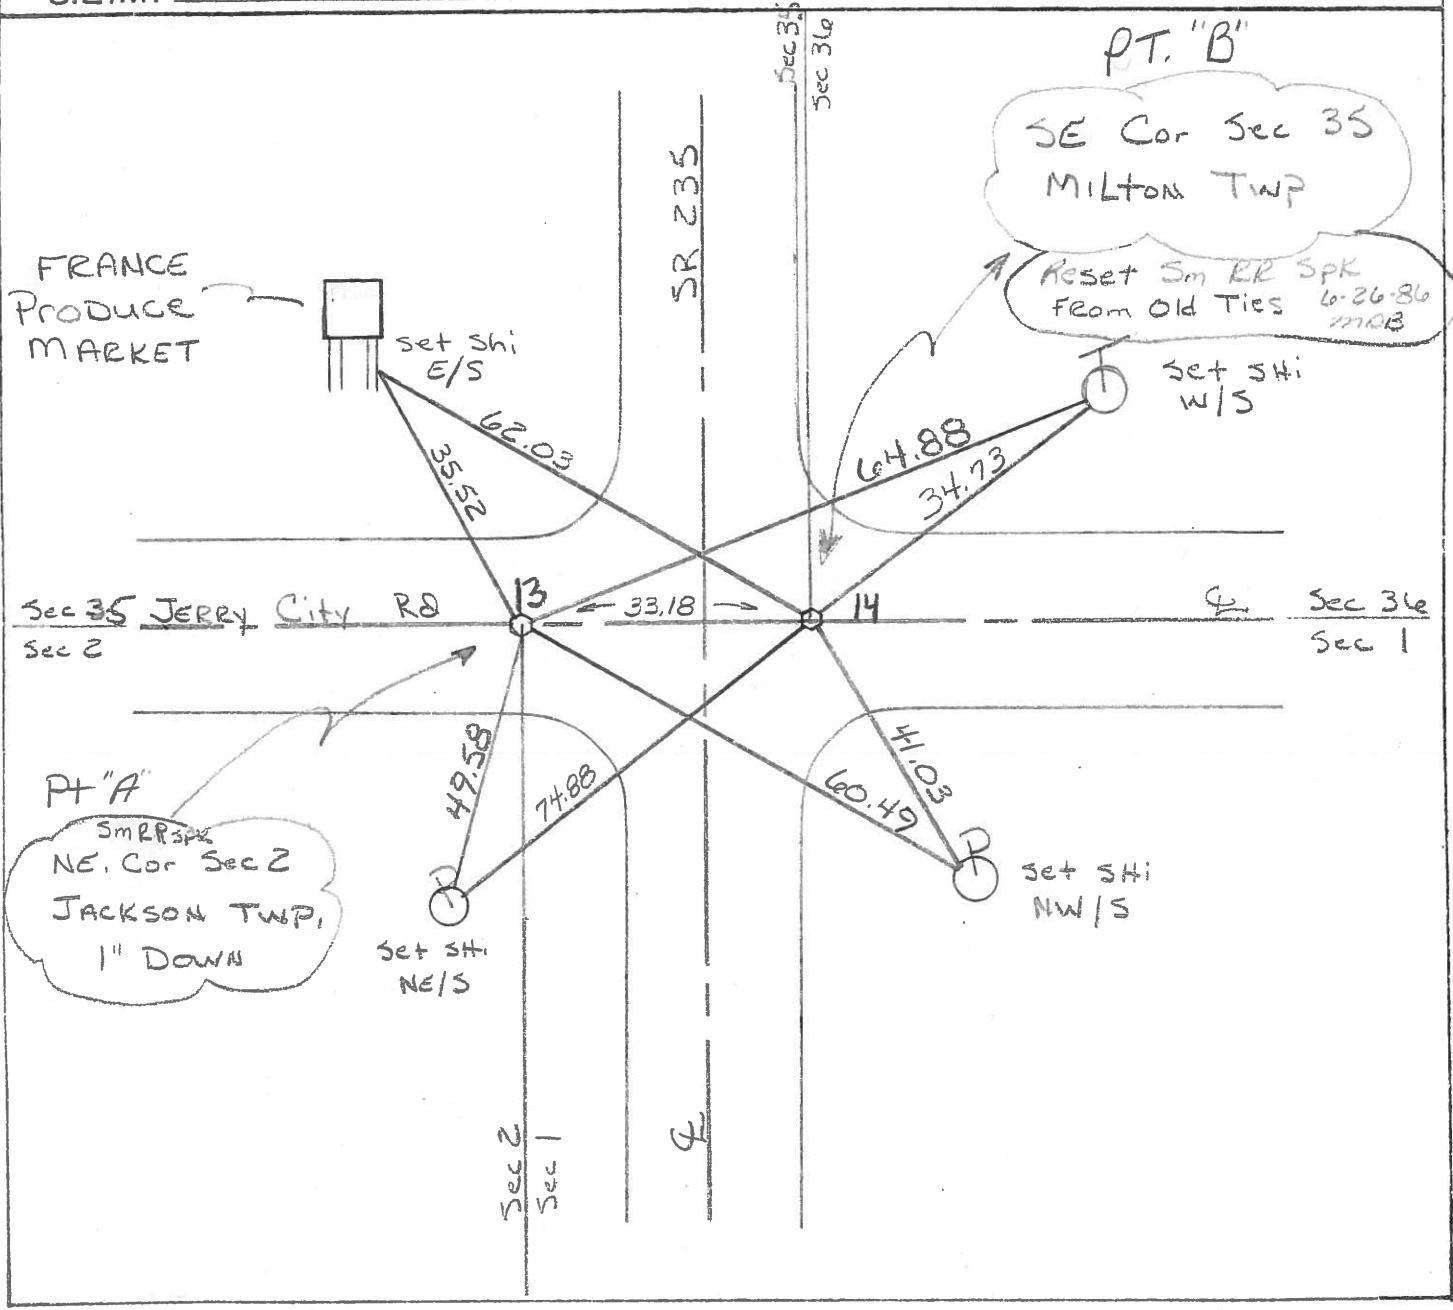 Sec 35
Sec 36
PT. "B"
SE Cor Sec 35
MILTON TWP
Reset Sm RR Spk
From Old Ties 6-26-86
SR 235
FRANCE
PRODUCE
MARKET
set shi
E/S
set SHi
W/S
62.03
35.52
64.88
34.73
13
33.18
14
Sec 35 JERRY City Rd
Sec 2
℄
Sec 36
Sec 1
49.58
74.88
60.49
41.03
Pt "A"
Sm RR spk
NE. Cor Sec 2
JACKSON TWP.
1" DOWN
set SHi
NE/S
set SHi
NW/S
Sec 2
Sec 1
℄